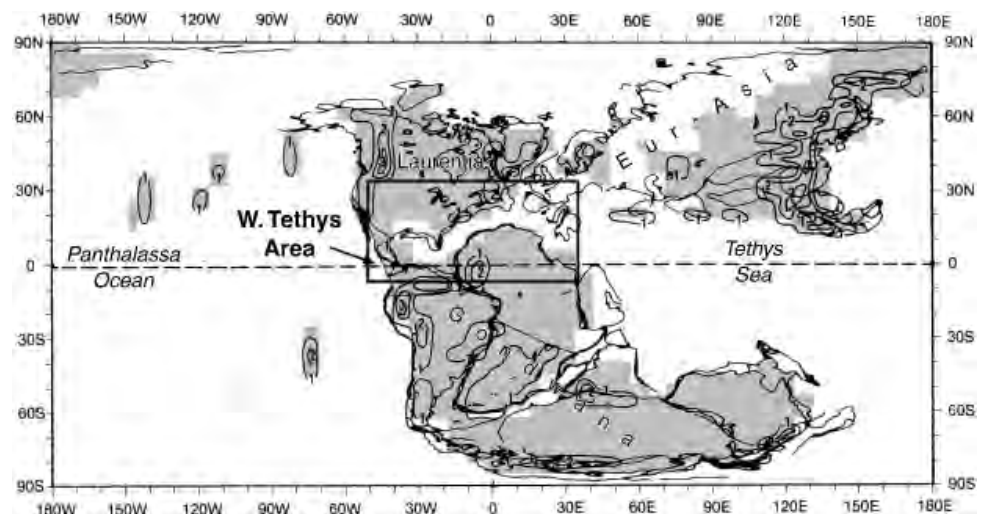 180W 150W 120W 90W 60W 30W 0 30E 60E 90E 120E 150E 180E
90N 90N
60N 60N
Eur-Asia
Laurentia
30N 30N
W. Tethys
Area
Panthalassa Tethys
0 0
Ocean Sea
30S 30S
60S 60S
90S 90S
180W 150W 120W 90W 60W 30W 0 30E 60E 90E 120E 150E 180E